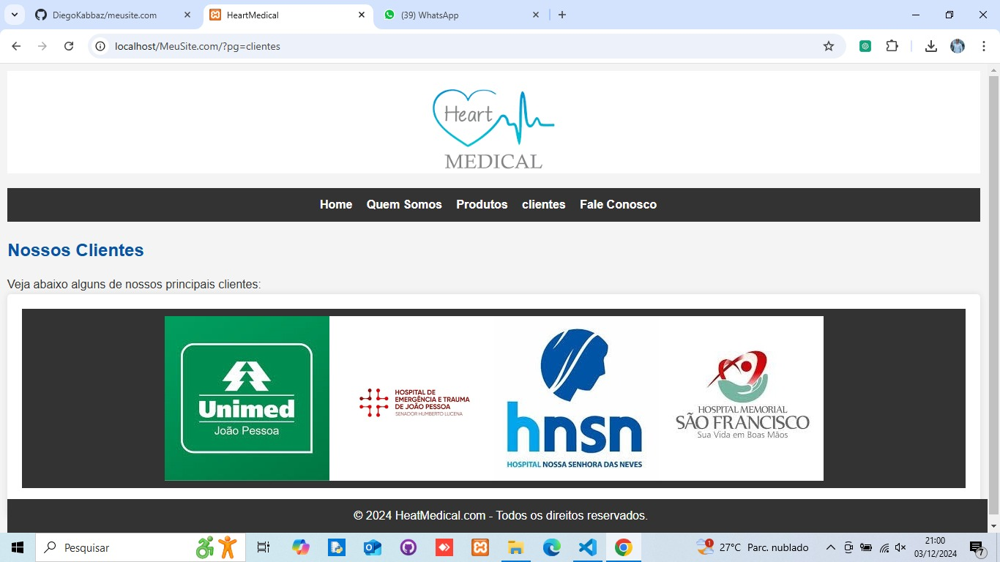 DiegoKabbaz/meusite.com
HeartMedical
(39) WhatsApp
localhost/MeuSite.com/?pg=clientes
Heart
MEDICAL
Home Quem Somos Produtos clientes Fale Conosco
Nossos Clientes
Veja abaixo alguns de nossos principais clientes:
Unimed
João Pessoa
HOSPITAL DE
EMERGÊNCIA E TRAUMA
DE JOÃO PESSOA
SENADOR HUMBERTO LUCENA
hnsn
HOSPITAL NOSSA SENHORA DAS NEVES
HOSPITAL MEMORIAL
SÃO FRANCISCO
Sua Vida em Boas Mãos
© 2024 HeatMedical.com - Todos os direitos reservados.
Pesquisar
1
27°C Parc. nublado
21:00
03/12/2024
7